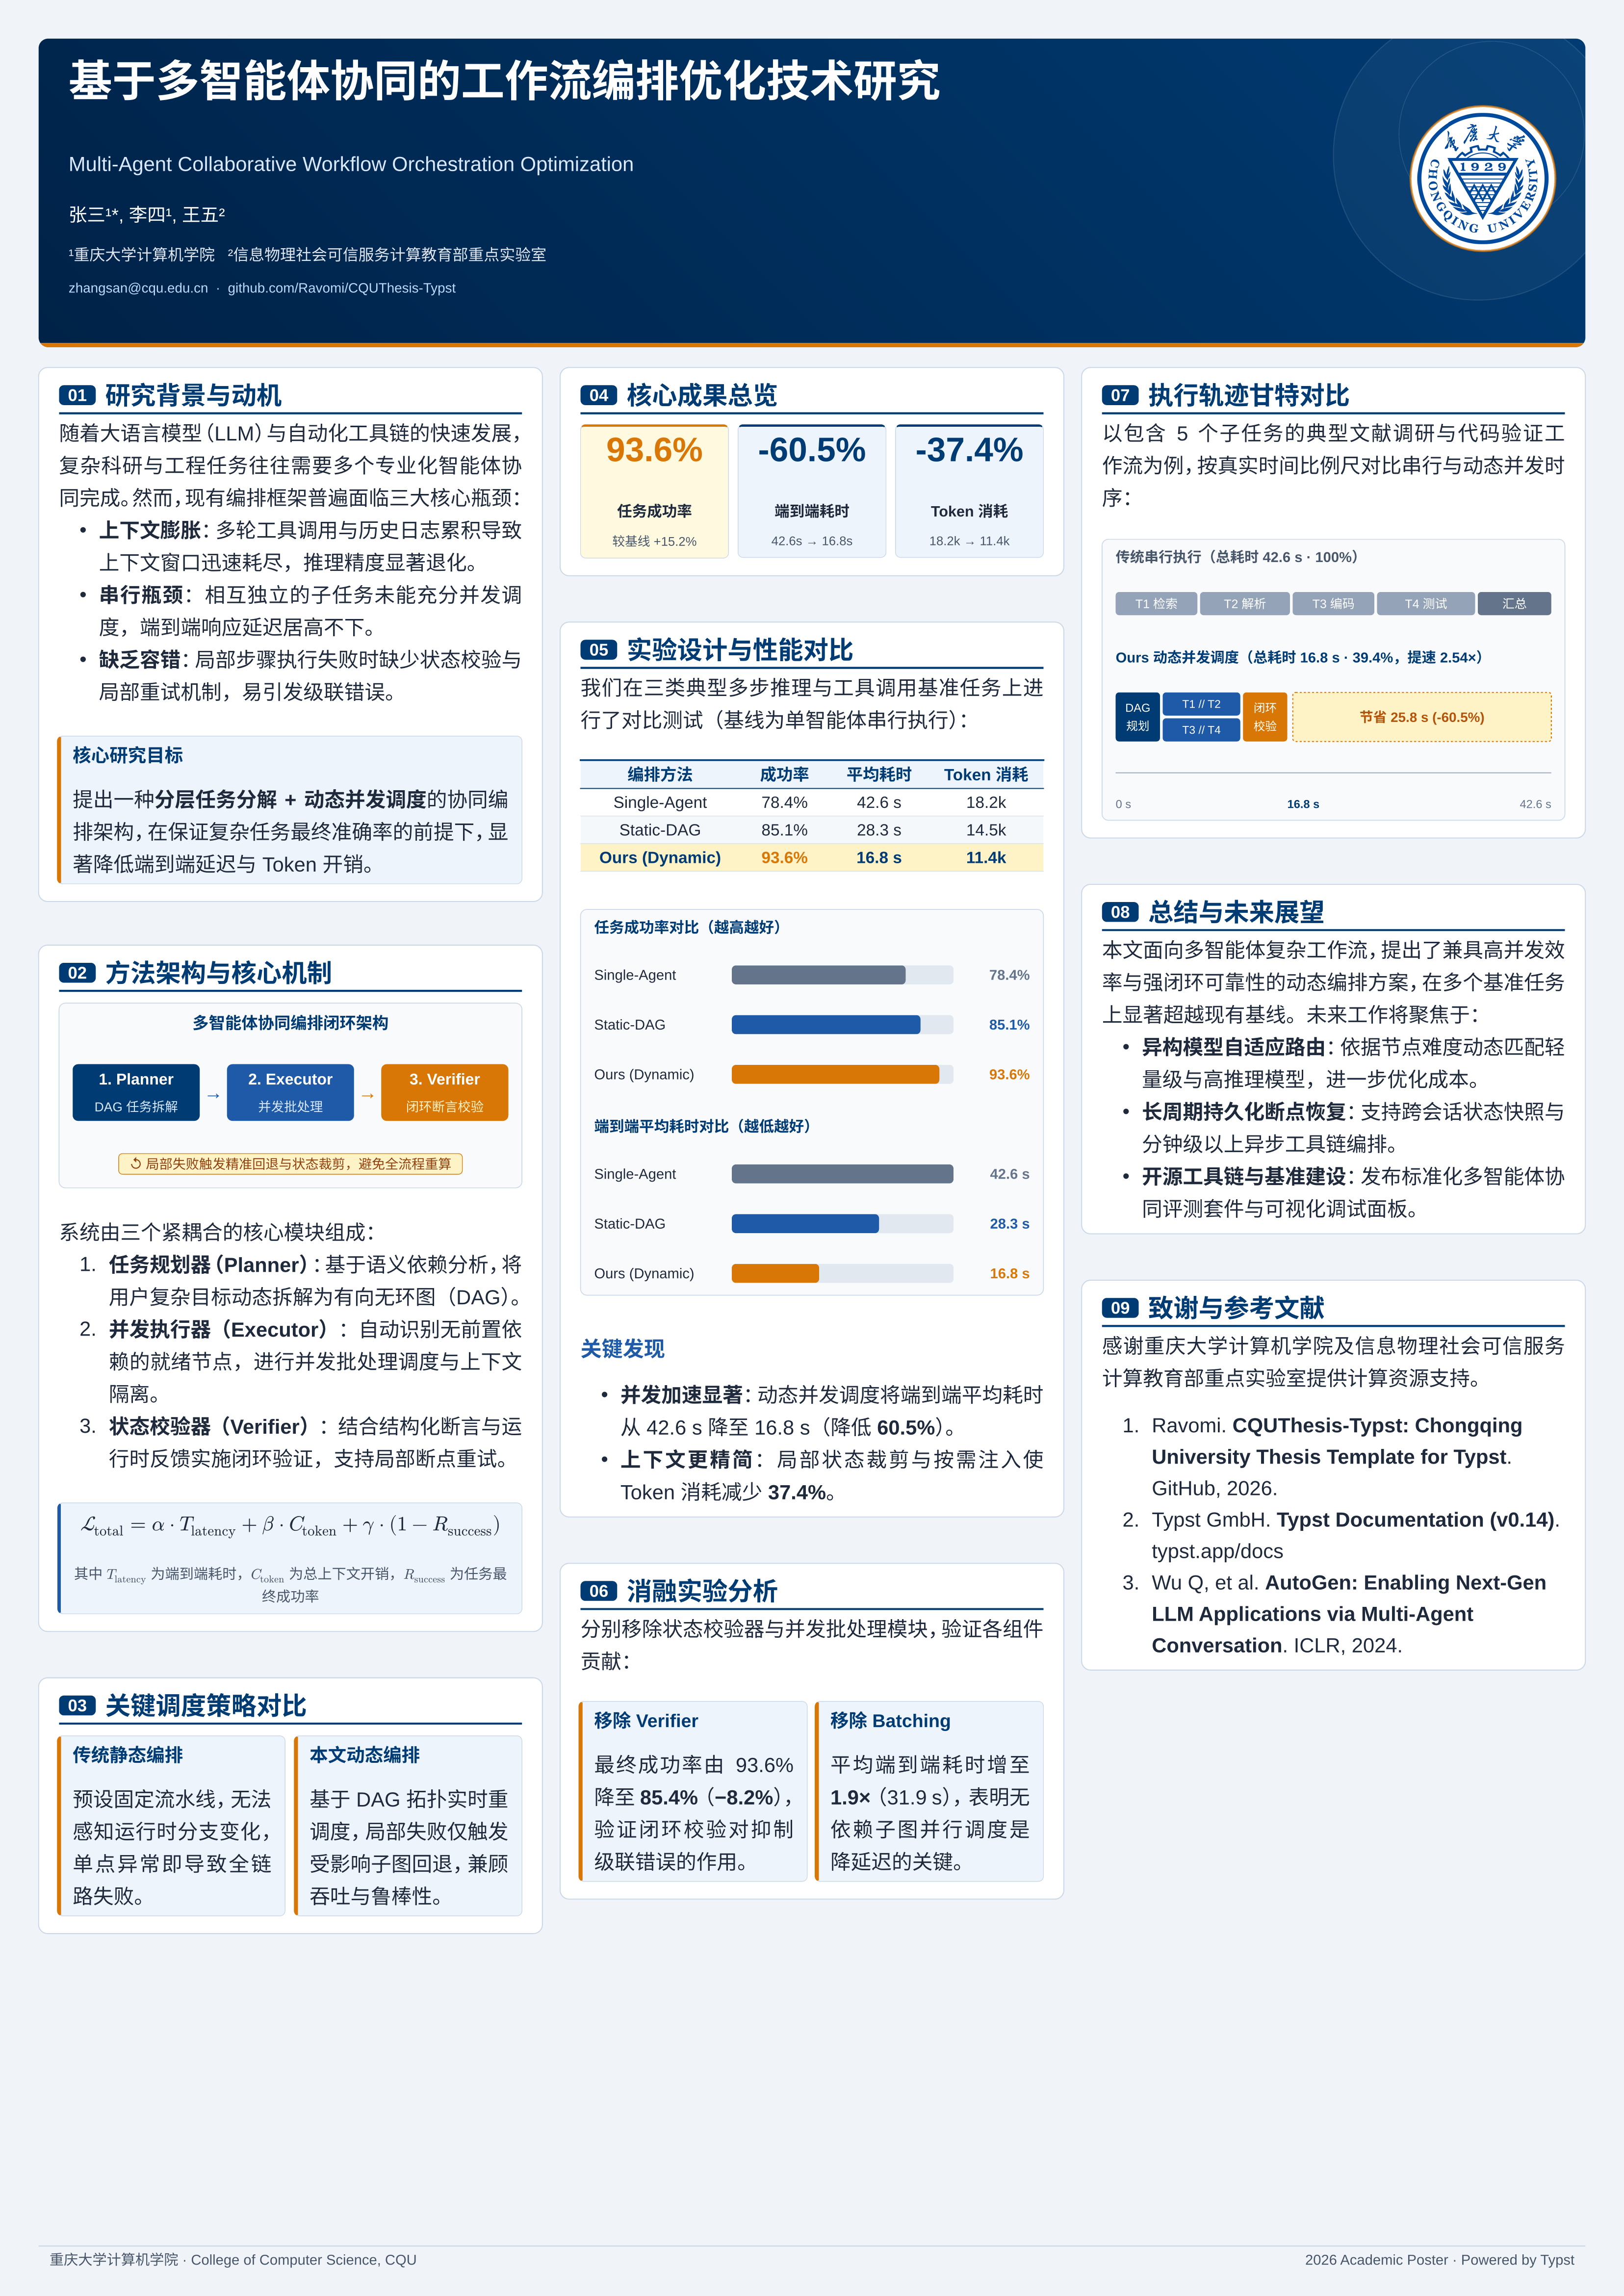 基于多智能体协同的工作流编排优化技术研究
Multi-Agent Collaborative Workflow Orchestration Optimization
张三¹*, 李四¹, 王五²
¹重庆大学计算机学院 ²信息物理社会可信服务计算教育部重点实验室
zhangsan@cqu.edu.cn · github.com/Ravomi/CQUThesis-Typst
重庆大学
1929
CHONGQING UNIVERSITY
01 研究背景与动机
随着大语言模型（LLM）与自动化工具链的快速发展，
复杂科研与工程任务往往需要多个专业化智能体协
同完成。然而，现有编排框架普遍面临三大核心瓶颈：
• 上下文膨胀：多轮工具调用与历史日志累积导致
上下文窗口迅速耗尽，推理精度显著退化。
• 串行瓶颈：相互独立的子任务未能充分并发调
度，端到端响应延迟居高不下。
• 缺乏容错：局部步骤执行失败时缺少状态校验与
局部重试机制，易引发级联错误。
核心研究目标
提出一种分层任务分解 + 动态并发调度的协同编
排架构，在保证复杂任务最终准确率的前提下，显
著降低端到端延迟与 Token 开销。
02 方法架构与核心机制
多智能体协同编排闭环架构
1. Planner
DAG 任务拆解
→
2. Executor
并发批处理
→
3. Verifier
闭环断言校验
↺ 局部失败触发精准回退与状态裁剪，避免全流程重算
系统由三个紧耦合的核心模块组成：
1. 任务规划器（Planner）：基于语义依赖分析，将
用户复杂目标动态拆解为有向无环图（DAG）。
2. 并发执行器（Executor）：自动识别无前置依
赖的就绪节点，进行并发批处理调度与上下文
隔离。
3. 状态校验器（Verifier）：结合结构化断言与运
行时反馈实施闭环验证，支持局部断点重试。
ℒtotal = α · Tlatency + β · Ctoken + γ · (1 − Rsuccess)
其中 Tlatency 为端到端耗时，Ctoken 为总上下文开销，Rsuccess 为任务最
终成功率
03 关键调度策略对比
传统静态编排
预设固定流水线，无法
感知运行时分支变化，
单点异常即导致全链
路失败。
本文动态编排
基于 DAG 拓扑实时重
调度，局部失败仅触发
受影响子图回退，兼顾
吞吐与鲁棒性。
04 核心成果总览
93.6%
任务成功率
较基线 +15.2%
-60.5%
端到端耗时
42.6s → 16.8s
-37.4%
Token 消耗
18.2k → 11.4k
05 实验设计与性能对比
我们在三类典型多步推理与工具调用基准任务上进
行了对比测试（基线为单智能体串行执行）：
编排方法 成功率 平均耗时 Token 消耗
Single-Agent 78.4% 42.6 s 18.2k
Static-DAG 85.1% 28.3 s 14.5k
Ours (Dynamic) 93.6% 16.8 s 11.4k
任务成功率对比（越高越好）
Single-Agent 78.4%
Static-DAG 85.1%
Ours (Dynamic) 93.6%
端到端平均耗时对比（越低越好）
Single-Agent 42.6 s
Static-DAG 28.3 s
Ours (Dynamic) 16.8 s
关键发现
• 并发加速显著：动态并发调度将端到端平均耗时
从 42.6 s 降至 16.8 s（降低 60.5%）。
• 上下文更精简：局部状态裁剪与按需注入使
Token 消耗减少 37.4%。
06 消融实验分析
分别移除状态校验器与并发批处理模块，验证各组件
贡献：
移除 Verifier
最终成功率由 93.6%
降至 85.4%（−8.2%），
验证闭环校验对抑制
级联错误的作用。
移除 Batching
平均端到端耗时增至
1.9×（31.9 s），表明无
依赖子图并行调度是
降延迟的关键。
07 执行轨迹甘特对比
以包含 5 个子任务的典型文献调研与代码验证工
作流为例，按真实时间比例尺对比串行与动态并发时
序：
传统串行执行（总耗时 42.6 s · 100%）
T1 检索 T2 解析 T3 编码 T4 测试 汇总
Ours 动态并发调度（总耗时 16.8 s · 39.4%，提速 2.54×）
DAG
规划
T1 // T2
T3 // T4
闭环
校验
节省 25.8 s (-60.5%)
0 s 16.8 s 42.6 s
08 总结与未来展望
本文面向多智能体复杂工作流，提出了兼具高并发效
率与强闭环可靠性的动态编排方案，在多个基准任务
上显著超越现有基线。未来工作将聚焦于：
• 异构模型自适应路由：依据节点难度动态匹配轻
量级与高推理模型，进一步优化成本。
• 长周期持久化断点恢复：支持跨会话状态快照与
分钟级以上异步工具链编排。
• 开源工具链与基准建设：发布标准化多智能体协
同评测套件与可视化调试面板。
09 致谢与参考文献
感谢重庆大学计算机学院及信息物理社会可信服务
计算教育部重点实验室提供计算资源支持。
1. Ravomi. CQUThesis-Typst: Chongqing
University Thesis Template for Typst.
GitHub, 2026.
2. Typst GmbH. Typst Documentation (v0.14).
typst.app/docs
3. Wu Q, et al. AutoGen: Enabling Next-Gen
LLM Applications via Multi-Agent
Conversation. ICLR, 2024.
重庆大学计算机学院 · College of Computer Science, CQU
2026 Academic Poster · Powered by Typst